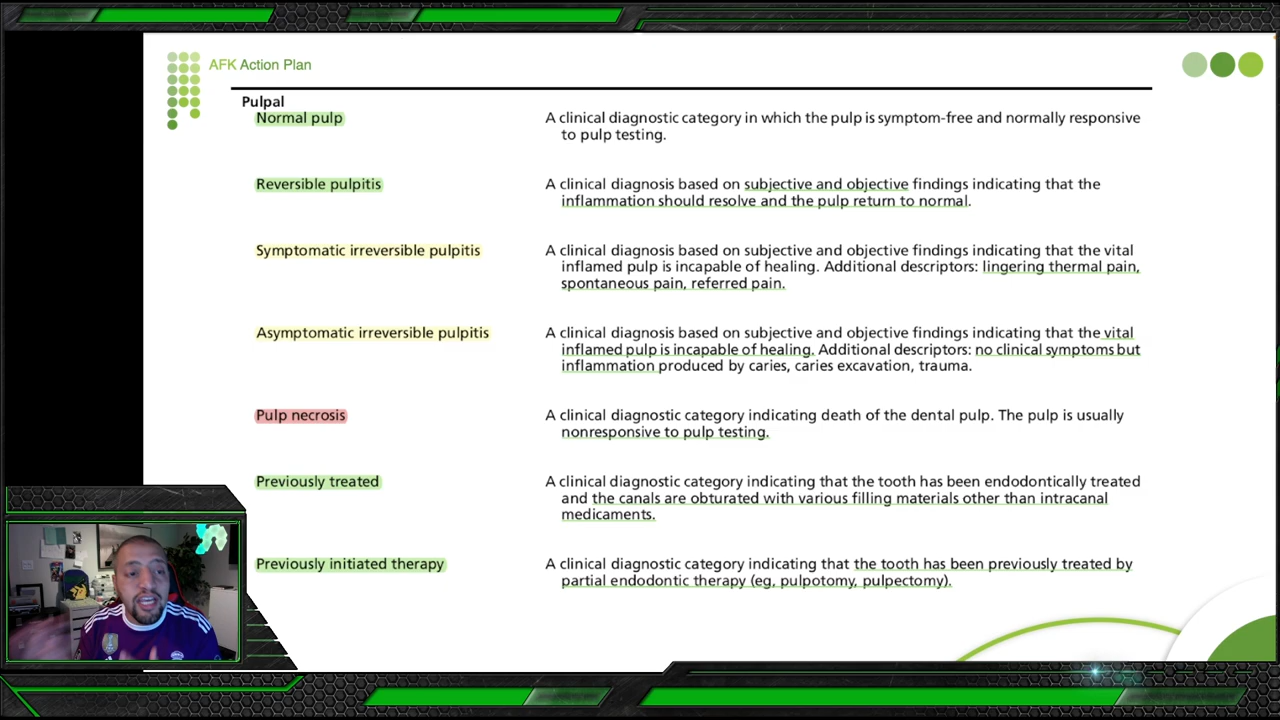 AFK Action Plan
Pulpal
Normal pulp
A clinical diagnostic category in which the pulp is symptom-free and normally responsive
to pulp testing.
Reversible pulpitis
A clinical diagnosis based on subjective and objective findings indicating that the
inflammation should resolve and the pulp return to normal.
Symptomatic irreversible pulpitis
A clinical diagnosis based on subjective and objective findings indicating that the vital
inflamed pulp is incapable of healing. Additional descriptors: lingering thermal pain,
spontaneous pain, referred pain.
Asymptomatic irreversible pulpitis
A clinical diagnosis based on subjective and objective findings indicating that the vital
inflamed pulp is incapable of healing. Additional descriptors: no clinical symptoms but
inflammation produced by caries, caries excavation, trauma.
Pulp necrosis
A clinical diagnostic category indicating death of the dental pulp. The pulp is usually
nonresponsive to pulp testing.
Previously treated
A clinical diagnostic category indicating that the tooth has been endodontically treated
and the canals are obturated with various filling materials other than intracanal
medicaments.
Previously initiated therapy
A clinical diagnostic category indicating that the tooth has been previously treated by
partial endodontic therapy (eg, pulpotomy, pulpectomy).